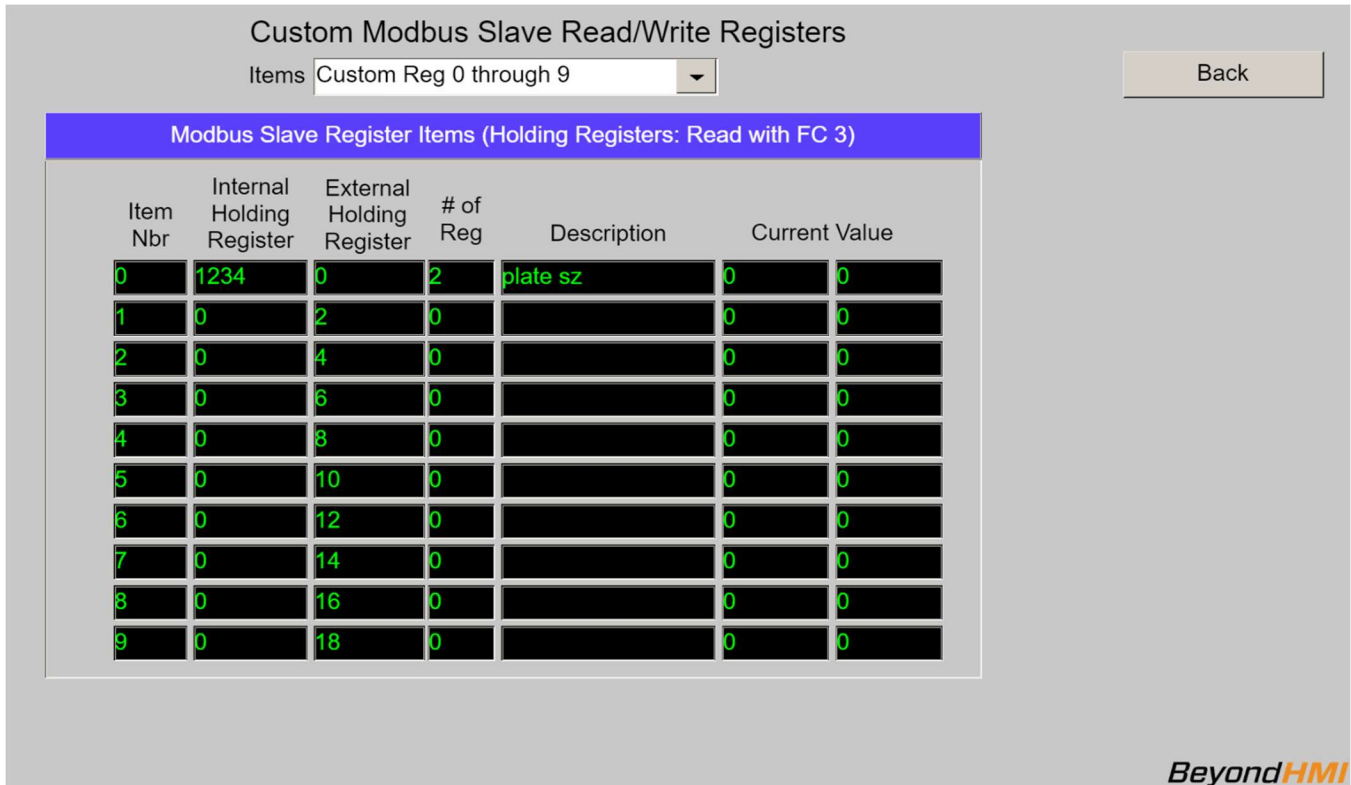 Custom Modbus Slave Read/Write Registers
Items Custom Reg 0 through 9
Back
Modbus Slave Register Items (Holding Registers: Read with FC 3)
Item Nbr Internal Holding Register External Holding Register # of Reg Description Current Value
0 1234 0 2 plate sz 0 0
1 0 2 0 0 0
2 0 4 0 0 0
3 0 6 0 0 0
4 0 8 0 0 0
5 0 10 0 0 0
6 0 12 0 0 0
7 0 14 0 0 0
8 0 16 0 0 0
9 0 18 0 0 0
BeyondHMI